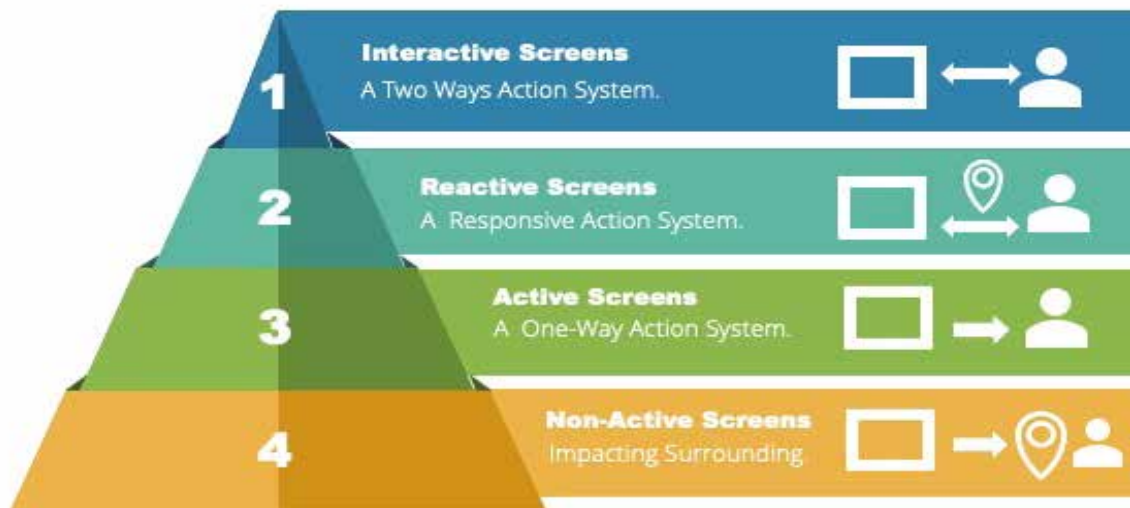 1
Interactive Screens
A Two Ways Action System.
2
Reactive Screens
A Responsive Action System.
3
Active Screens
A One-Way Action System.
4
Non-Active Screens
Impacting Surrounding